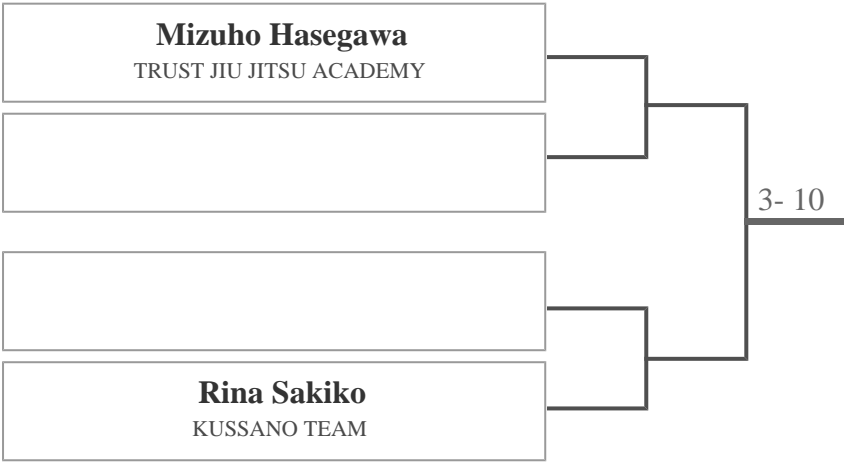 Mizuho Hasegawa
TRUST JIU JITSU ACADEMY
3- 10
Rina Sakiko
KUSSANO TEAM